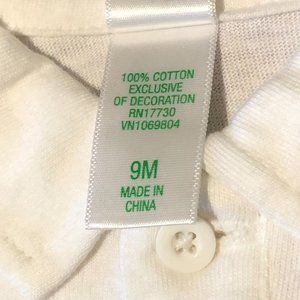 100% COTTON
EXCLUSIVE
OF DECORATION
RN17730
VN1069804
9M
MADE IN
CHINA